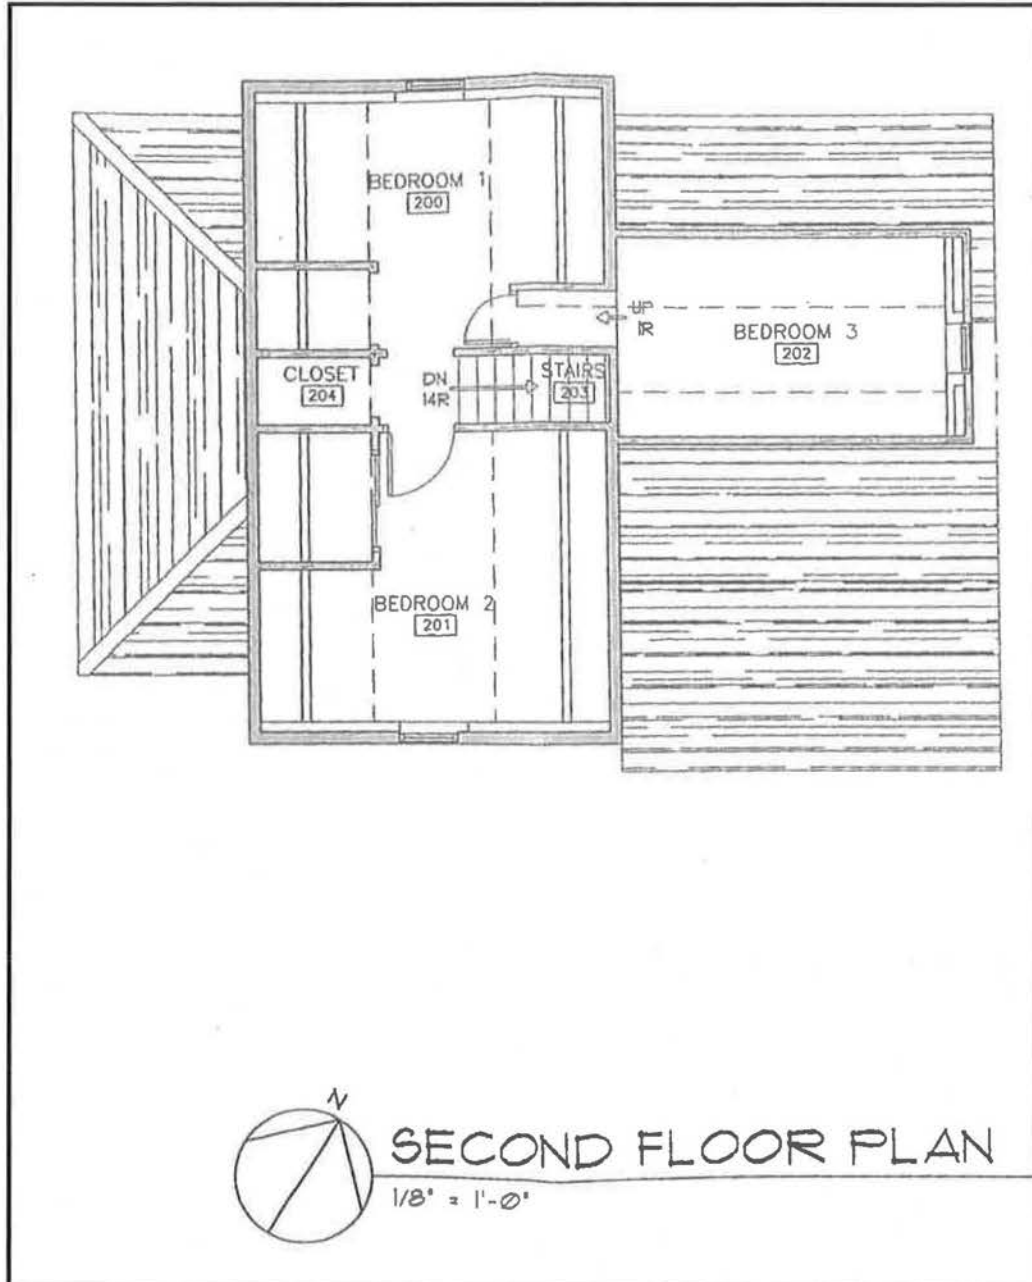 BEDROOM 1
200
UP
1R
BEDROOM 3
202
CLOSET
204
DN
14R
STAIRS
203
BEDROOM 2
201
N
SECOND FLOOR PLAN
1/8" = 1'-0"